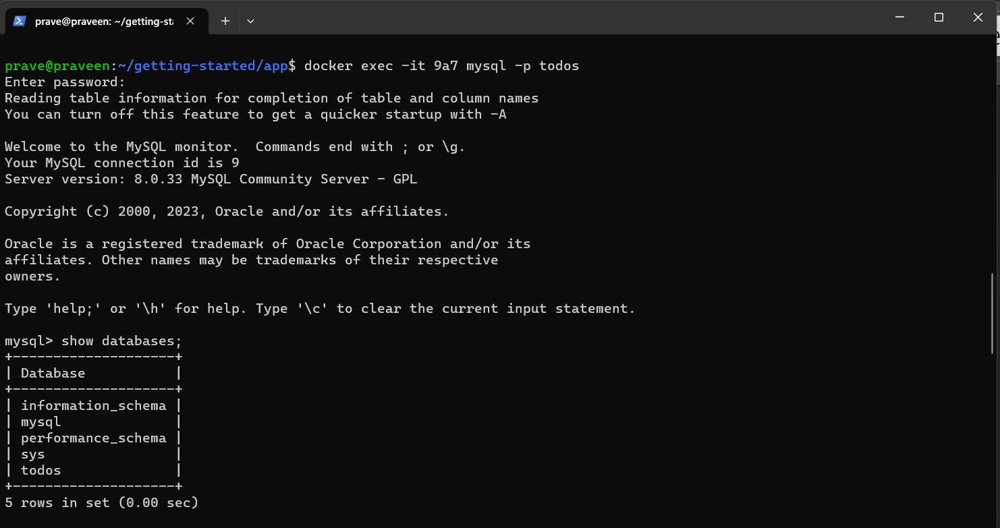 prave@praveen: ~/getting-sta
prave@praveen:~/getting-started/app$ docker exec -it 9a7 mysql -p todos
Enter password:
Reading table information for completion of table and column names
You can turn off this feature to get a quicker startup with -A
Welcome to the MySQL monitor.  Commands end with ; or \g.
Your MySQL connection id is 9
Server version: 8.0.33 MySQL Community Server - GPL
Copyright (c) 2000, 2023, Oracle and/or its affiliates.
Oracle is a registered trademark of Oracle Corporation and/or its
affiliates. Other names may be trademarks of their respective
owners.
Type 'help;' or '\h' for help. Type '\c' to clear the current input statement.
mysql> show databases;
+--------------------+
| Database           |
+--------------------+
| information_schema |
| mysql              |
| performance_schema |
| sys                |
| todos              |
+--------------------+
5 rows in set (0.00 sec)